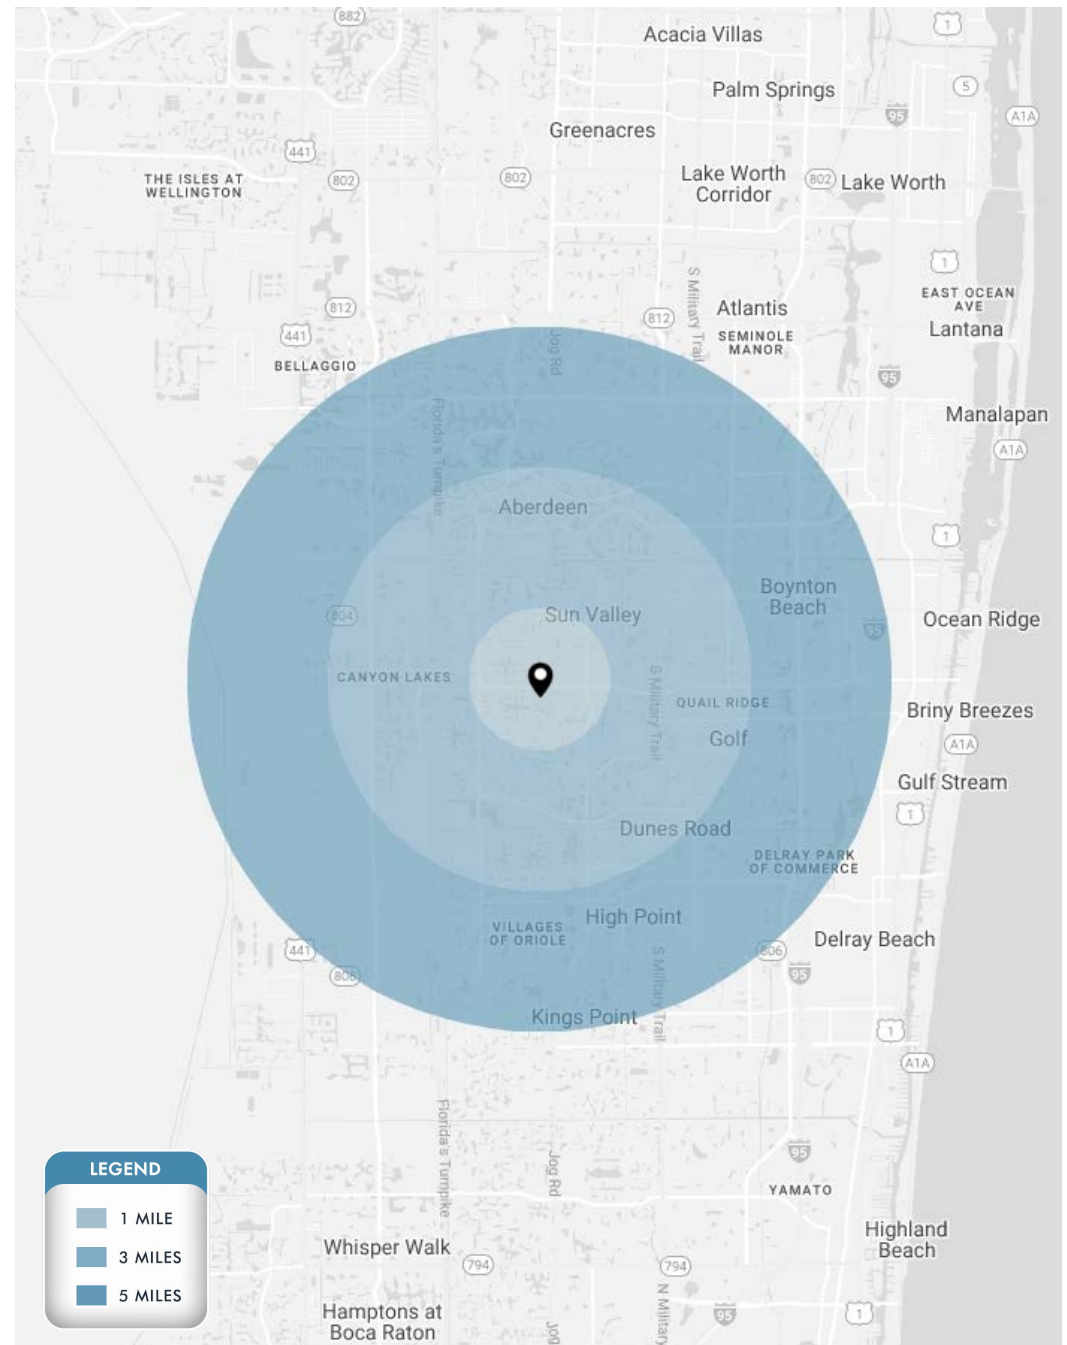 882
Acacia Villas
1
Palm Springs
5
95
A1A
Greenacres
441
THE ISLES AT
WELLINGTON
802
802
Lake Worth
Corridor
802
Lake Worth
1
S Military Trail
EAST OCEAN
AVE
812
Atlantis
812
Lantana
441
SEMINOLE
MANOR
Jog Rd
BELLAGGIO
95
Florida's Turnpike
Manalapan
A1A
Aberdeen
1
Boynton
Beach
804
Sun Valley
Ocean Ridge
95
CANYON LAKES
S Military Trail
QUAIL RIDGE
Briny Breezes
Golf
A1A
Gulf Stream
1
Dunes Road
DELRAY PARK
OF COMMERCE
High Point
VILLAGES
OF ORIOLE
Delray Beach
441
806
S Military Trail
806
95
Kings Point
1
A1A
Florida's Turnpike
95
Jog Rd
YAMATO
Highland
Beach
Whisper Walk
794
794
N Military
Hamptons at
Boca Raton
Jog
95
1
LEGEND
1 MILE
3 MILES
5 MILES